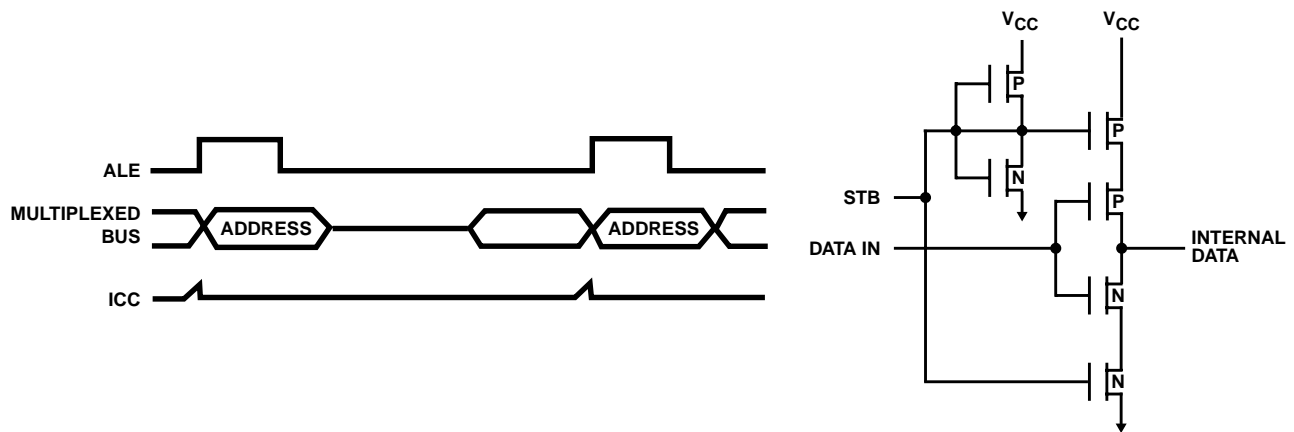 ALE
MULTIPLEXED
BUS
ADDRESS
ADDRESS
ICC
VCC
VCC
P
P
N
P
STB
DATA IN
INTERNAL
DATA
N
N